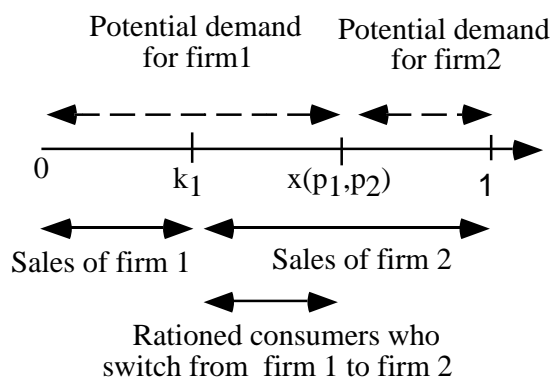 Potential demand
for firm1
Potential demand
for firm2
0
k1
x(p1,p2)
1
Sales of firm 1
Sales of firm 2
Rationed consumers who
switch from firm 1 to firm 2